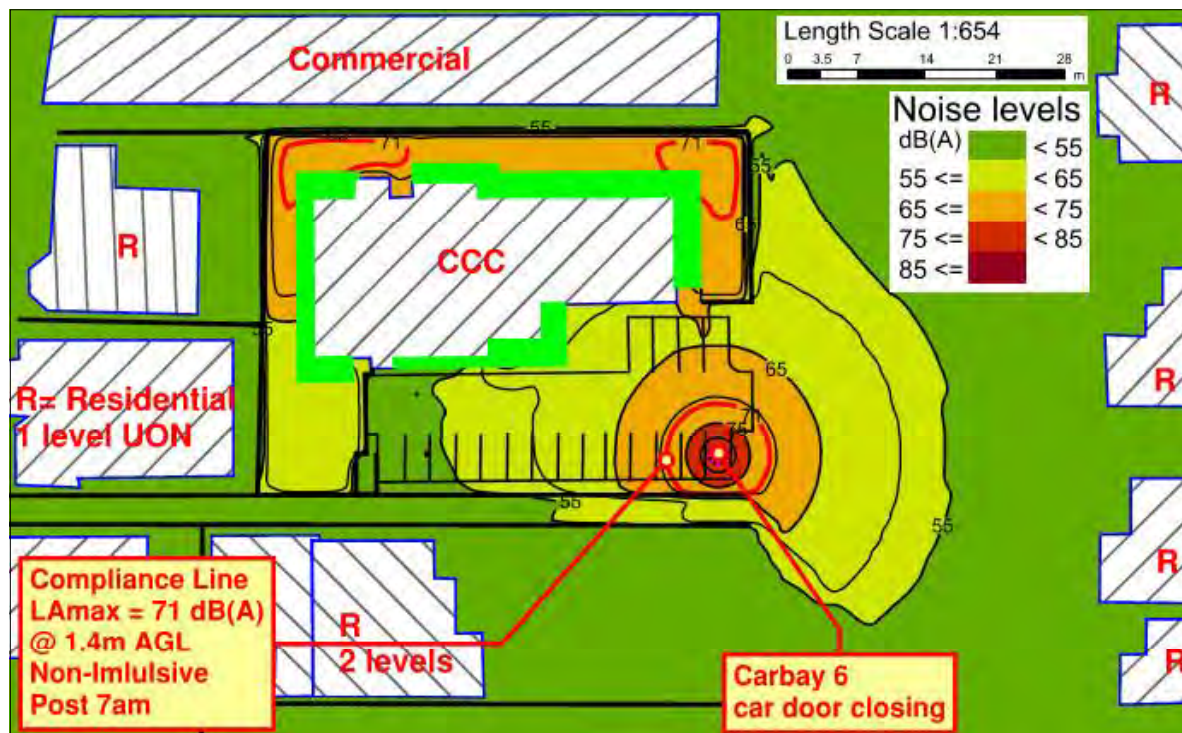 Commercial
Length Scale 1:654
0 3.5 7 14 21 28
m
Noise levels
dB(A)
< 55
55 <= < 65
65 <= < 75
75 <= < 85
85 <=
R
55
71
71
55
65
R
CCC
R
55
65
R= Residential
1 level UON
R
71
75
55
55
R
Compliance Line
LAmax = 71 dB(A)
@ 1.4m AGL
Non-Imlulsive
Post 7am
R
2 levels
Carbay 6
car door closing
R